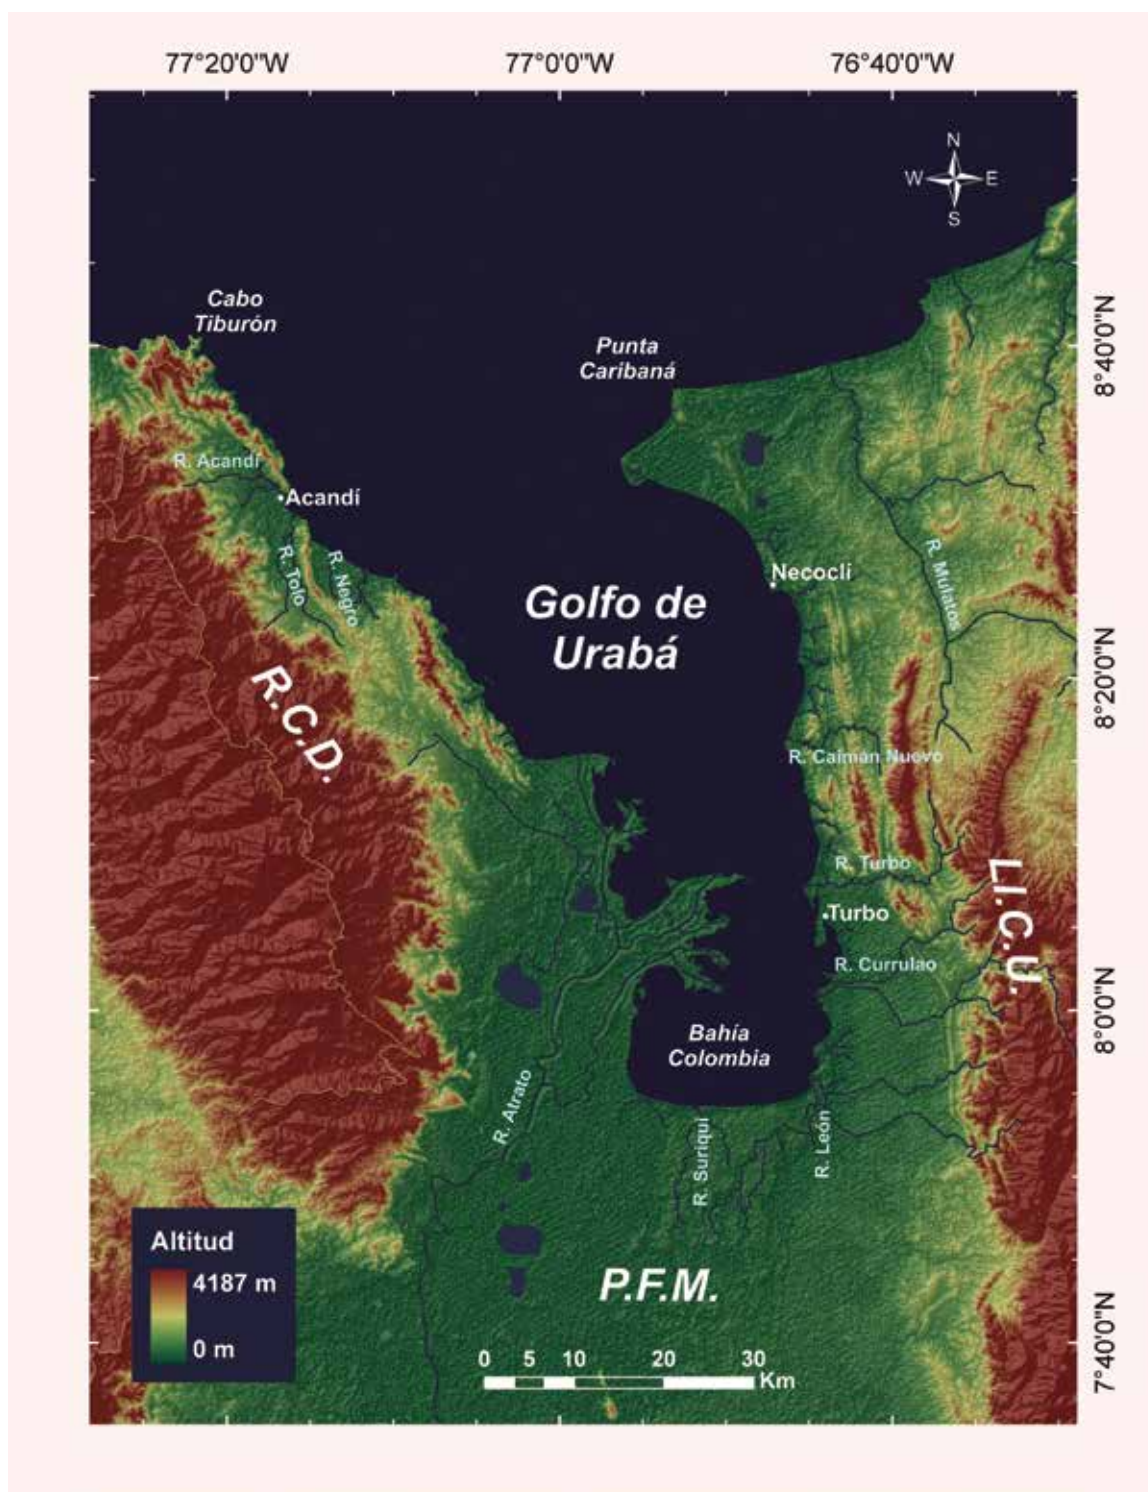 77°20'0"W
77°0'0"W
76°40'0"W
N
W
E
S
Cabo
Tiburón
8°40'0"N
Punta
Caribaná
R. Acandí
Acandí
R. Tolo
R. Negro
R. Mulatos
Necoclí
Golfo de
Urabá
8°20'0"N
R.C.D.
R. Caimán Nuevo
R. Turbo
Ll.C.U.
Turbo
R. Currulao
8°0'0"N
Bahía
Colombia
R. Atrato
R. Suriquí
R. León
Altitud
4187 m
0 m
P.F.M.
7°40'0"N
0 5 10 20 30
Km